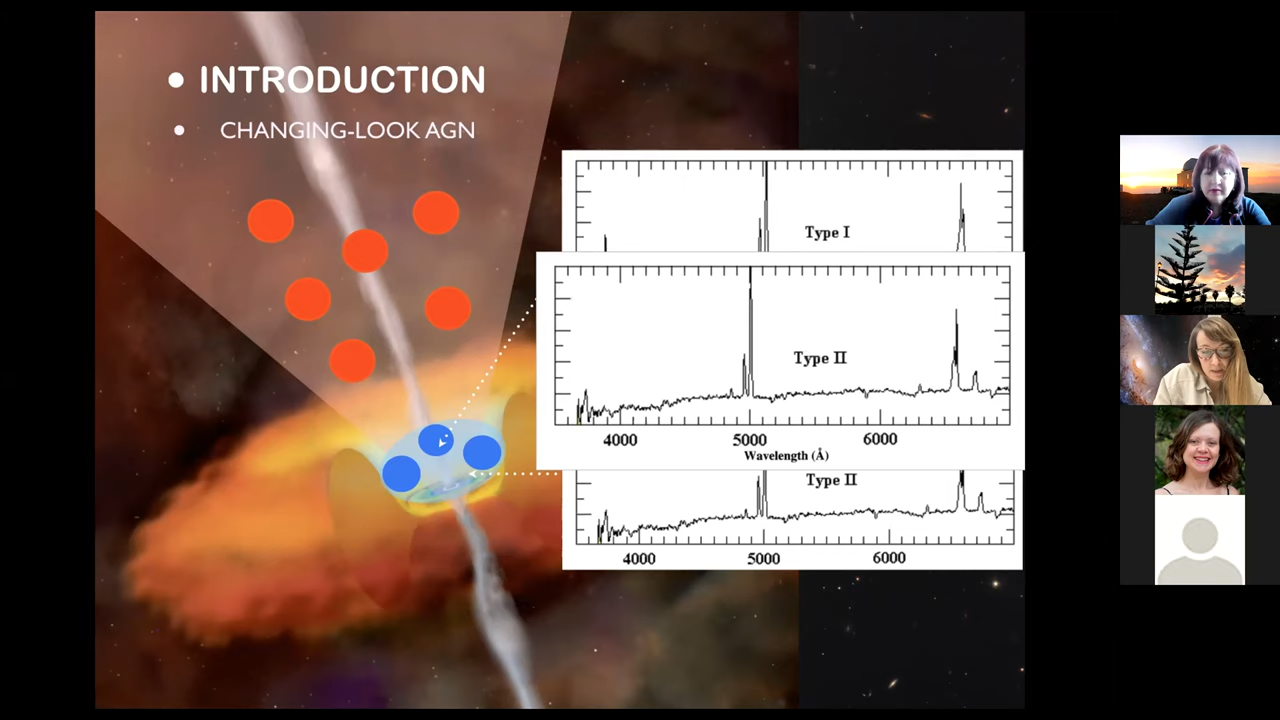 • INTRODUCTION
• CHANGING-LOOK AGN
Type I
Type II
4000 5000 6000
Wavelength (Å)
Type II
4000 5000 6000